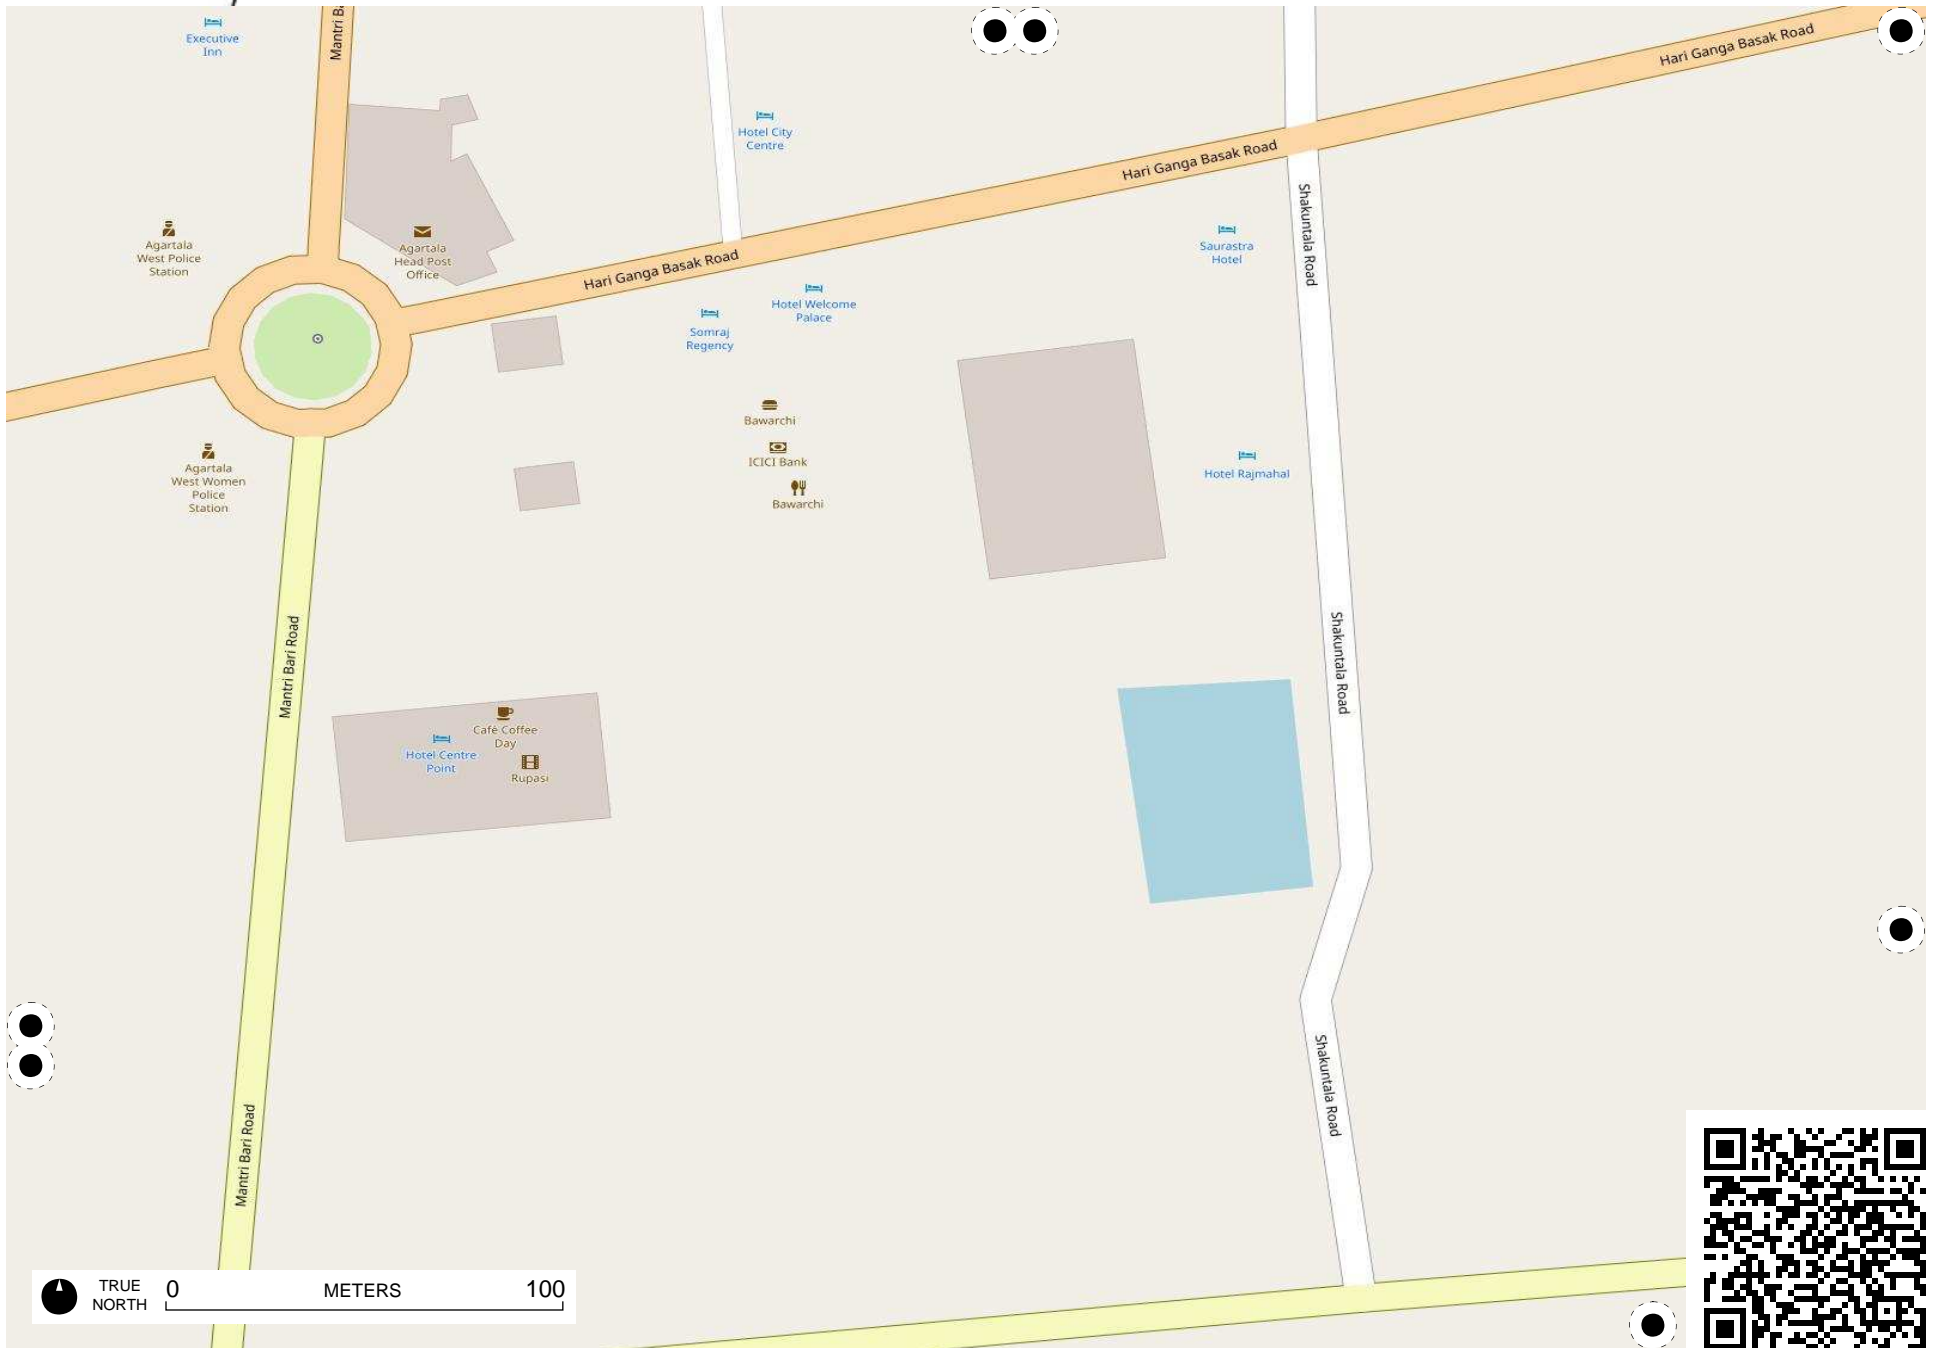 Executive
Inn
Mantri Ba
Hari Ganga Basak Road
Hotel City
Centre
Hari Ganga Basak Road
Shakuntala Road
Agartala
West Police
Station
Agartala
Head Post
Office
Hari Ganga Basak Road
Saurastra
Hotel
Hotel Welcome
Palace
Somraj
Regency
Bawarchi
ICICI Bank
Bawarchi
Agartala
West Women
Police
Station
Hotel Rajmahal
Mantri Bari Road
Shakuntala Road
Café Coffee
Day
Hotel Centre
Point
Rupasi
Shakuntala Road
Mantri Bari Road
TRUE
NORTH
0 METERS 100